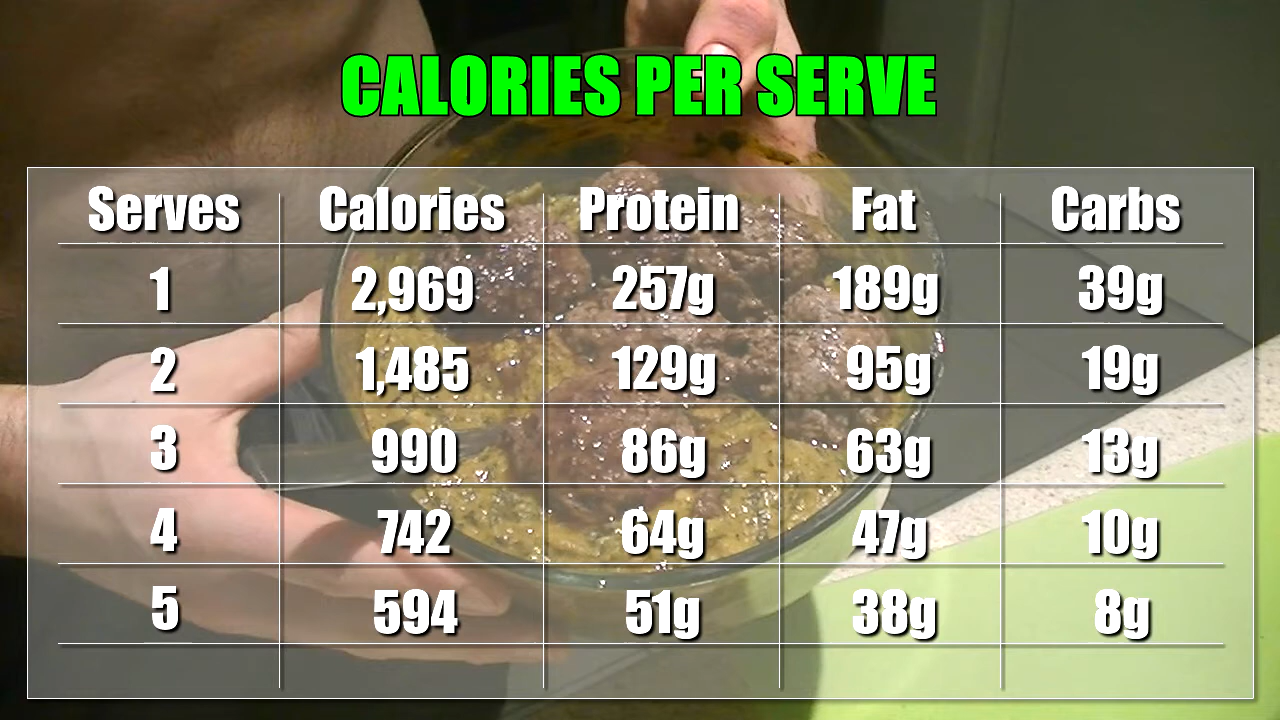 CALORIES PER SERVE
Serves Calories Protein Fat Carbs
1 2,969 257g 189g 39g
2 1,485 129g 95g 19g
3 990 86g 63g 13g
4 742 64g 47g 10g
5 594 51g 38g 8g